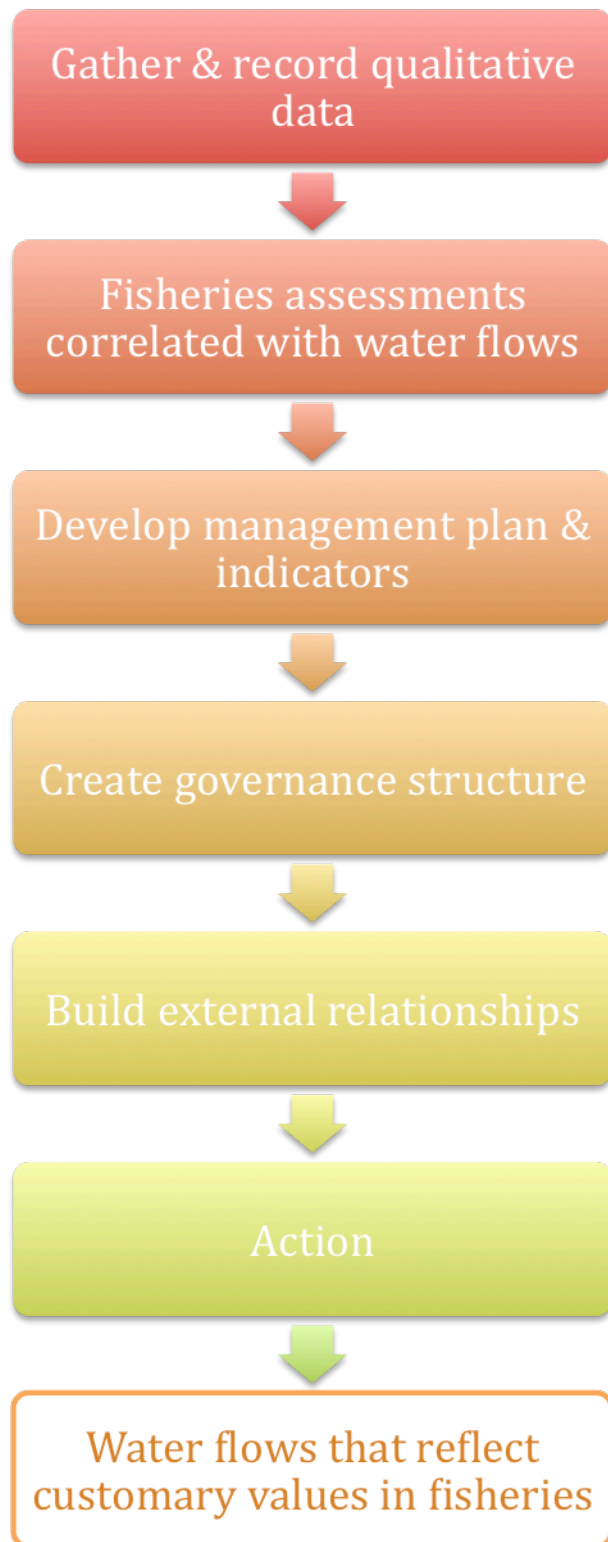 Gather & record qualitative
data
Fisheries assessments
correlated with water flows
Develop management plan &
indicators
Create governance structure
Build external relationships
Action
Water flows that reflect
customary values in fisheries